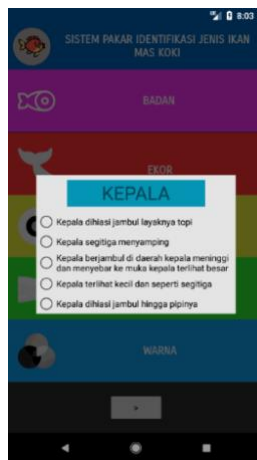 8:03
SISTEM PAKAR IDENTIFIKASI JENIS IKAN
MAS KOKI
BADAN
EKOR
KEPALA
Kepala dihiasi jambul layaknya topi
Kepala segitiga menyamping
Kepala berjambul di daerah kepala meninggi
dan menyebar ke muka kepala terlihat besar
Kepala terlihat kecil dan seperti segitiga
Kepala dihiasi jambul hingga pipinya
WARNA